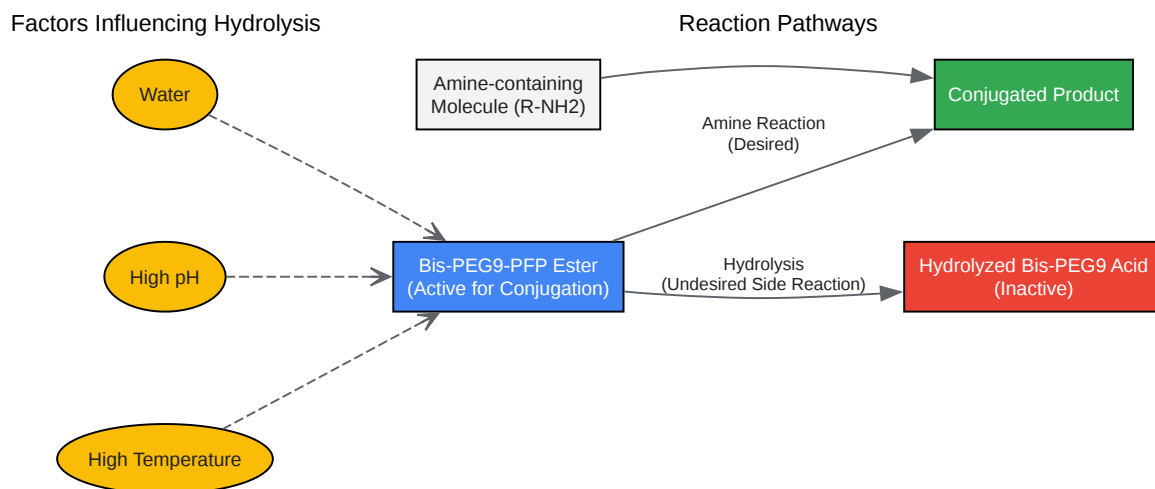 Factors Influencing Hydrolysis
Reaction Pathways
Water
Amine-containing
Molecule (R-NH2)
Conjugated Product
Amine Reaction
(Desired)
High pH
Bis-PEG9-PFP Ester
(Active for Conjugation)
Hydrolysis
(Undesired Side Reaction)
Hydrolyzed Bis-PEG9 Acid
(Inactive)
High Temperature